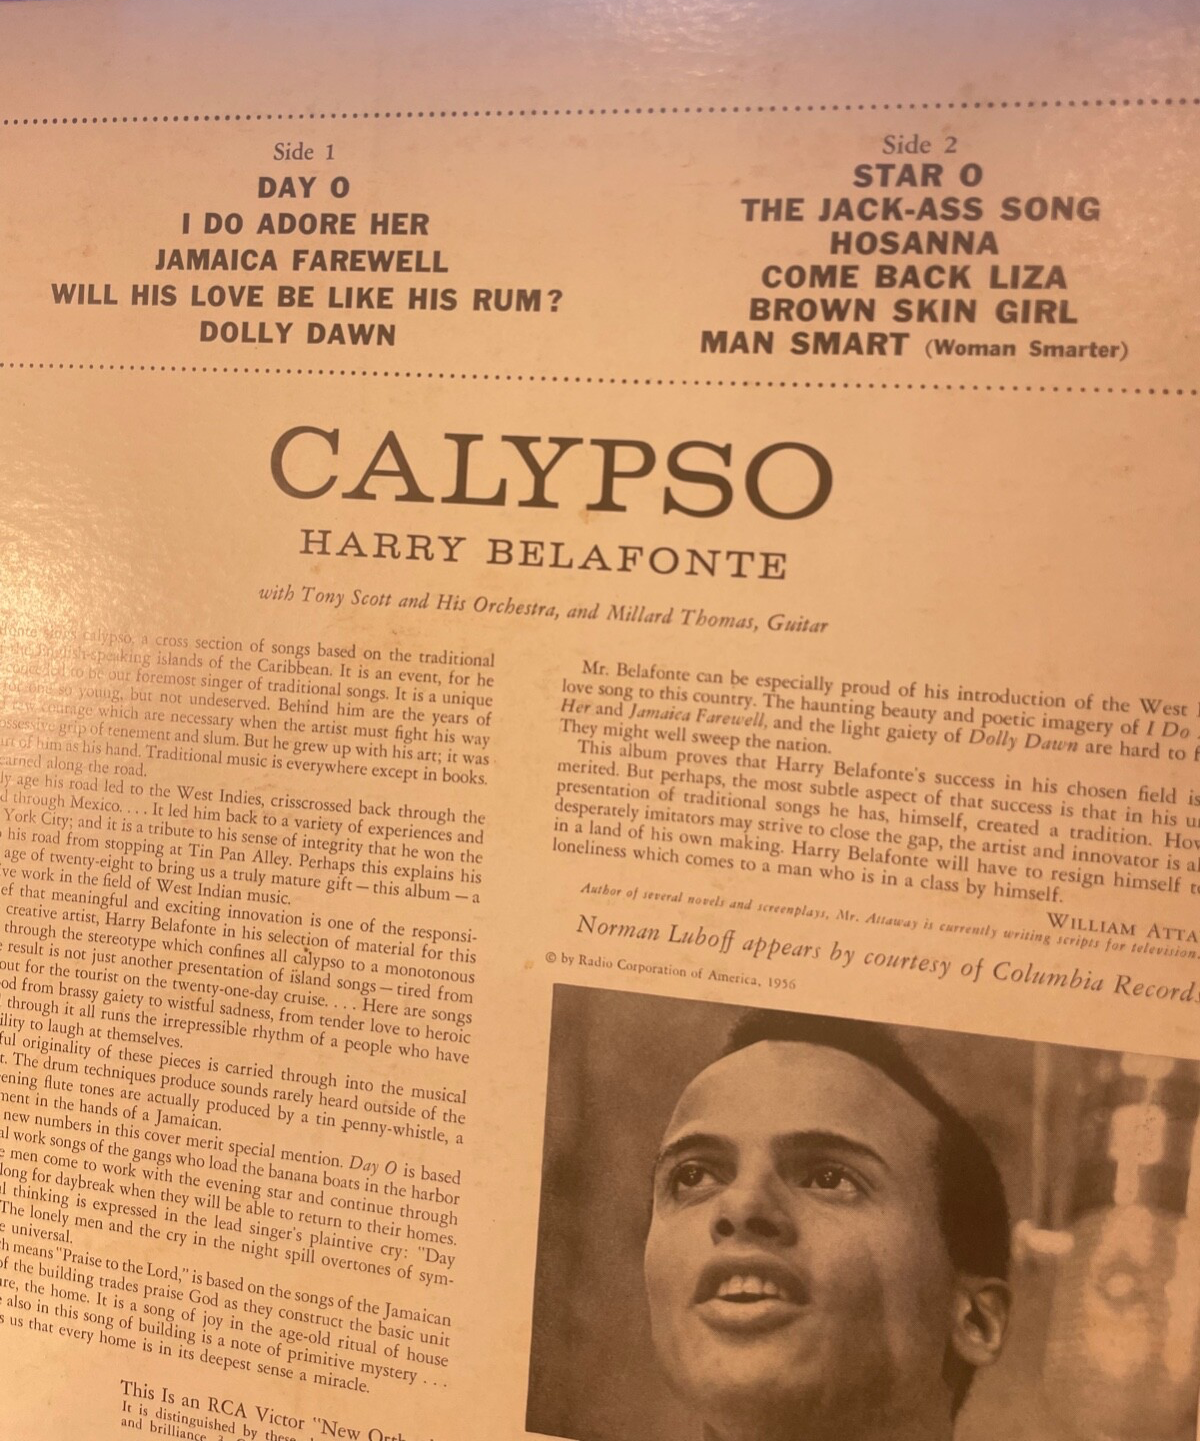 Side 1
DAY O
I DO ADORE HER
JAMAICA FAREWELL
WILL HIS LOVE BE LIKE HIS RUM?
DOLLY DAWN
Side 2
STAR O
THE JACK-ASS SONG
HOSANNA
COME BACK LIZA
BROWN SKIN GIRL
MAN SMART (Woman Smarter)
CALYPSO
HARRY BELAFONTE
with Tony Scott and His Orchestra, and Millard Thomas, Guitar
sings calypso, a cross section of songs based on the traditional
the English-speaking islands of the Caribbean. It is an event, for he
conceded to be our foremost singer of traditional songs. It is a unique
for one so young, but not undeserved. Behind him are the years of
courage which are necessary when the artist must fight his way
grip of tenement and slum. But he grew up with his art; it was
of him as his hand. Traditional music is everywhere except in books.
along the road.
age his road led to the West Indies, crisscrossed back through the
through Mexico. . . . It led him back to a variety of experiences and
York City; and it is a tribute to his sense of integrity that he won the
his road from stopping at Tin Pan Alley. Perhaps this explains his
age of twenty-eight to bring us a truly mature gift — this album — a
work in the field of West Indian music.
that meaningful and exciting innovation is one of the responsi-
creative artist, Harry Belafonte in his selection of material for this
through the stereotype which confines all calypso to a monotonous
result is not just another presentation of island songs — tired from
out for the tourist on the twenty-one-day cruise. . . . Here are songs
from brassy gaiety to wistful sadness, from tender love to heroic
through it all runs the irrepressible rhythm of a people who have
to laugh at themselves.
originality of these pieces is carried through into the musical
The drum techniques produce sounds rarely heard outside of the
flute tones are actually produced by a tin penny-whistle, a
in the hands of a Jamaican.
new numbers in this cover merit special mention. Day O is based
work songs of the gangs who load the banana boats in the harbor
men come to work with the evening star and continue through
long for daybreak when they will be able to return to their homes.
thinking is expressed in the lead singer's plaintive cry: "Day
The lonely men and the cry in the night spill overtones of sym-
universal.
means "Praise to the Lord," is based on the songs of the Jamaican
of the building trades praise God as they construct the basic unit
the home. It is a song of joy in the age-old ritual of house
also in this song of building is a note of primitive mystery . . .
us that every home is in its deepest sense a miracle.
This Is an RCA Victor "New
It is distinguished by these
and brilliance
Mr. Belafonte can be especially proud of his introduction of the West
love song to this country. The haunting beauty and poetic imagery of I Do
Her and Jamaica Farewell, and the light gaiety of Dolly Dawn are hard to
They might well sweep the nation.
This album proves that Harry Belafonte's success in his chosen field is
merited. But perhaps, the most subtle aspect of that success is that in his
presentation of traditional songs he has, himself, created a tradition.
desperately imitators may strive to close the gap, the artist and innovator is
in a land of his own making. Harry Belafonte will have to resign himself
loneliness which comes to a man who is in a class by himself.
WILLIAM ATTA
Author of several novels and screenplays, Mr. Attaway is currently writing scripts for television.
Norman Luboff appears by courtesy of Columbia Records
© by Radio Corporation of America, 1956